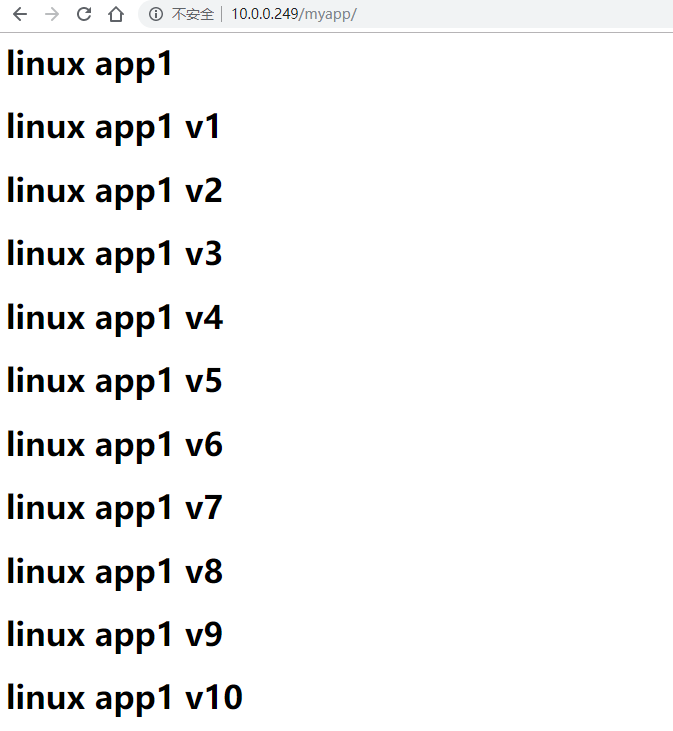 不安全 | 10.0.0.249/myapp/
linux app1
linux app1 v1
linux app1 v2
linux app1 v3
linux app1 v4
linux app1 v5
linux app1 v6
linux app1 v7
linux app1 v8
linux app1 v9
linux app1 v10